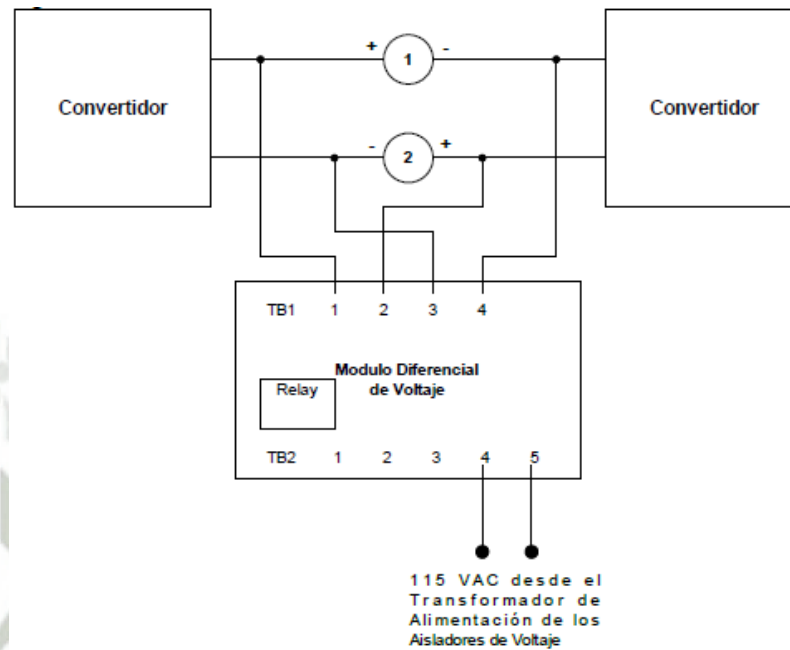 + 1 -
Convertidor
Convertidor
- 2 +
TB1 1 2 3 4
Modulo Diferencial
de Voltaje
Relay
TB2 1 2 3 4 5
115 VAC desde el
Transformador de
Alimentación de los
Aisladores de Voltaje